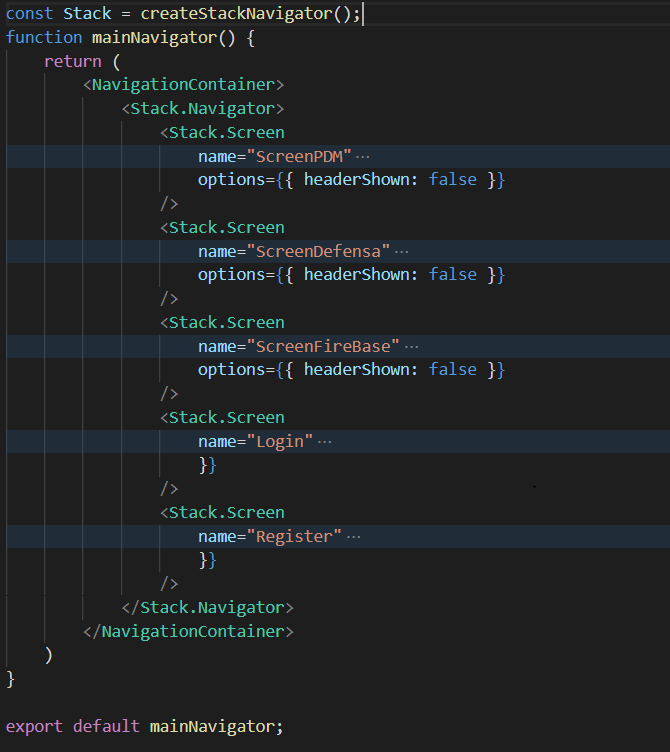 const Stack = createStackNavigator();
function mainNavigator() {
    return (
        <NavigationContainer>
            <Stack.Navigator>
                <Stack.Screen
                    name="ScreenPDM" ···
                    options={{ headerShown: false }}
                />
                <Stack.Screen
                    name="ScreenDefensa" ···
                    options={{ headerShown: false }}
                />
                <Stack.Screen
                    name="ScreenFireBase" ···
                    options={{ headerShown: false }}
                />
                <Stack.Screen
                    name="Login" ···
                    }}
                />
                <Stack.Screen
                    name="Register" ···
                    }}
                />
            </Stack.Navigator>
        </NavigationContainer>
    )
}
export default mainNavigator;